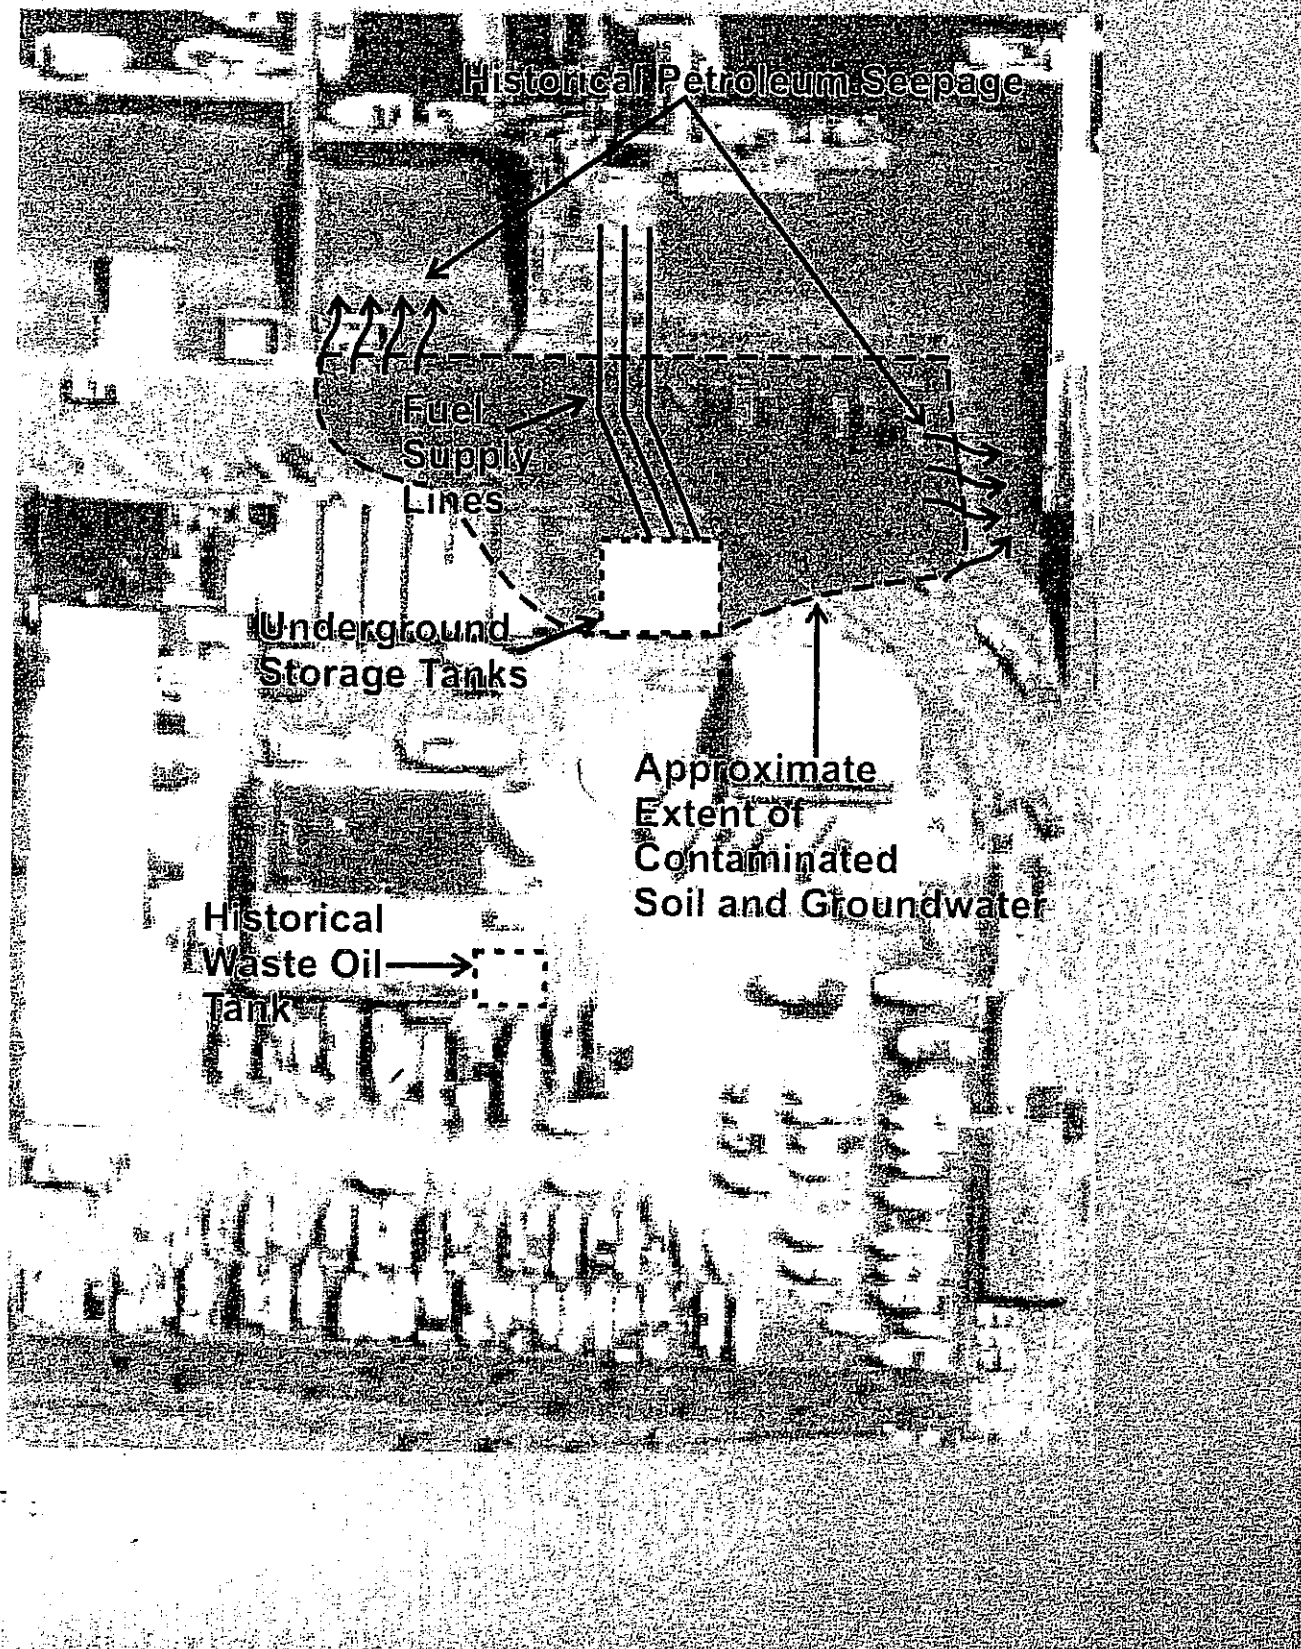 Historical Petroleum Seepage
Fuel
Supply
Lines
Underground
Storage Tanks
Approximate
Extent of
Contaminated
Soil and Groundwater
Historical
Waste Oil
Tank